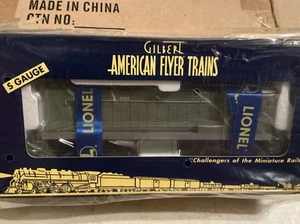 MADE IN CHINA
CTN NO:
GILBERT
AMERICAN FLYER TRAINS
S GAUGE
LIONEL
LIONEL
"Challengers of the Miniature Rail